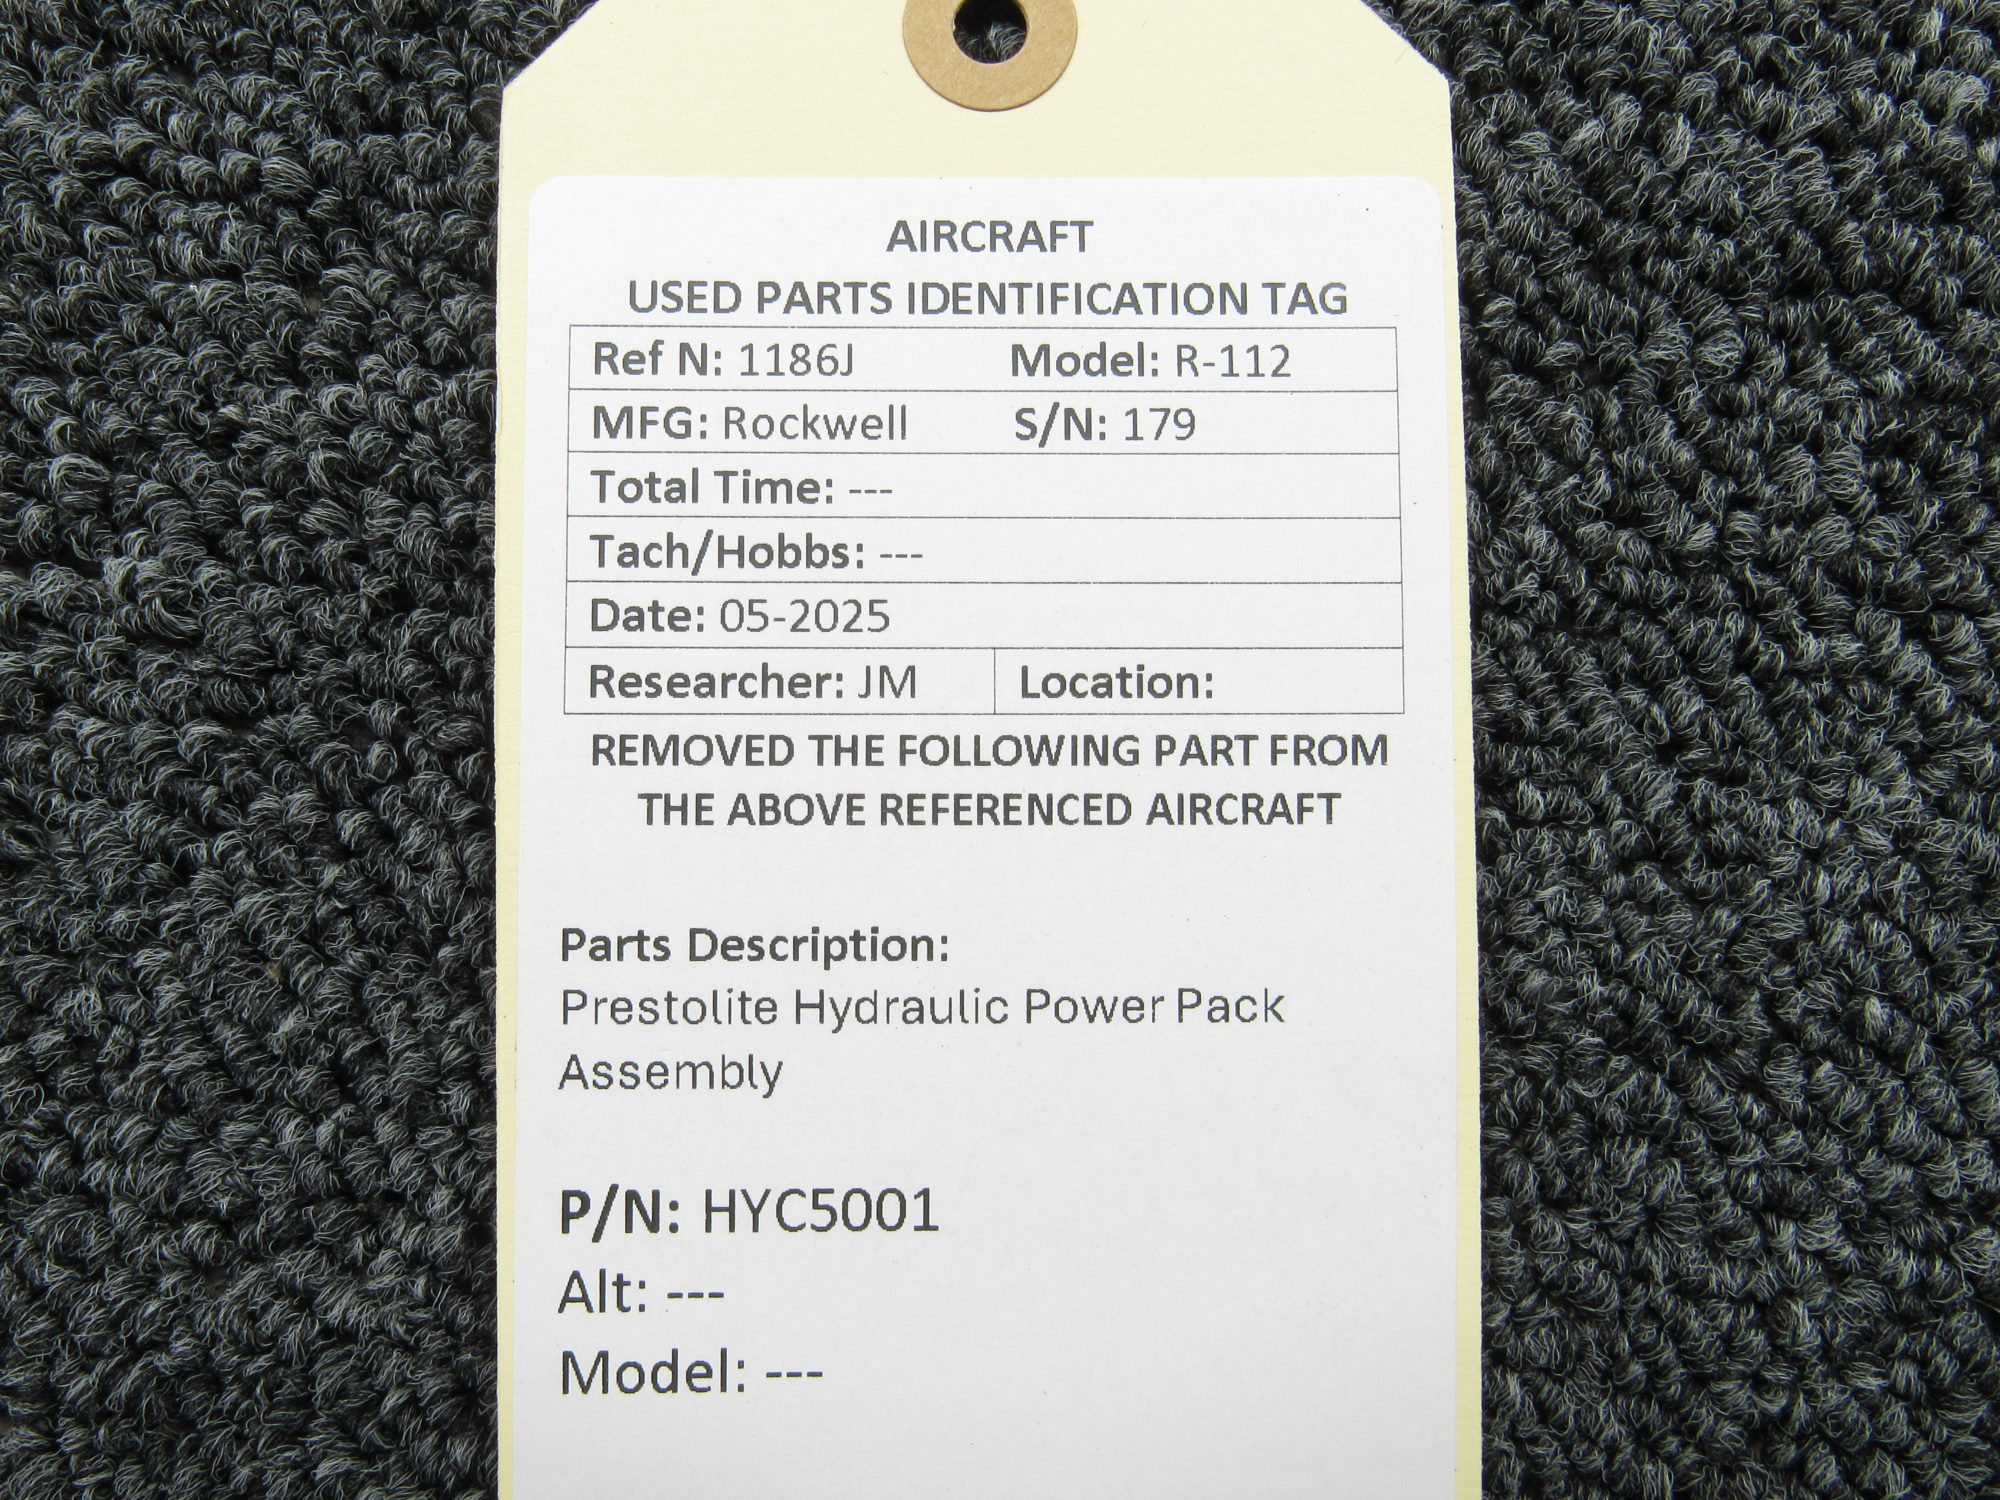 AIRCRAFT
USED PARTS IDENTIFICATION TAG
Ref N: 1186J Model: R-112
MFG: Rockwell S/N: 179
Total Time: ---
Tach/Hobbs: ---
Date: 05-2025
Researcher: JM Location:
REMOVED THE FOLLOWING PART FROM
THE ABOVE REFERENCED AIRCRAFT
Parts Description:
Prestolite Hydraulic Power Pack
Assembly
P/N: HYC5001
Alt: ---
Model: ---